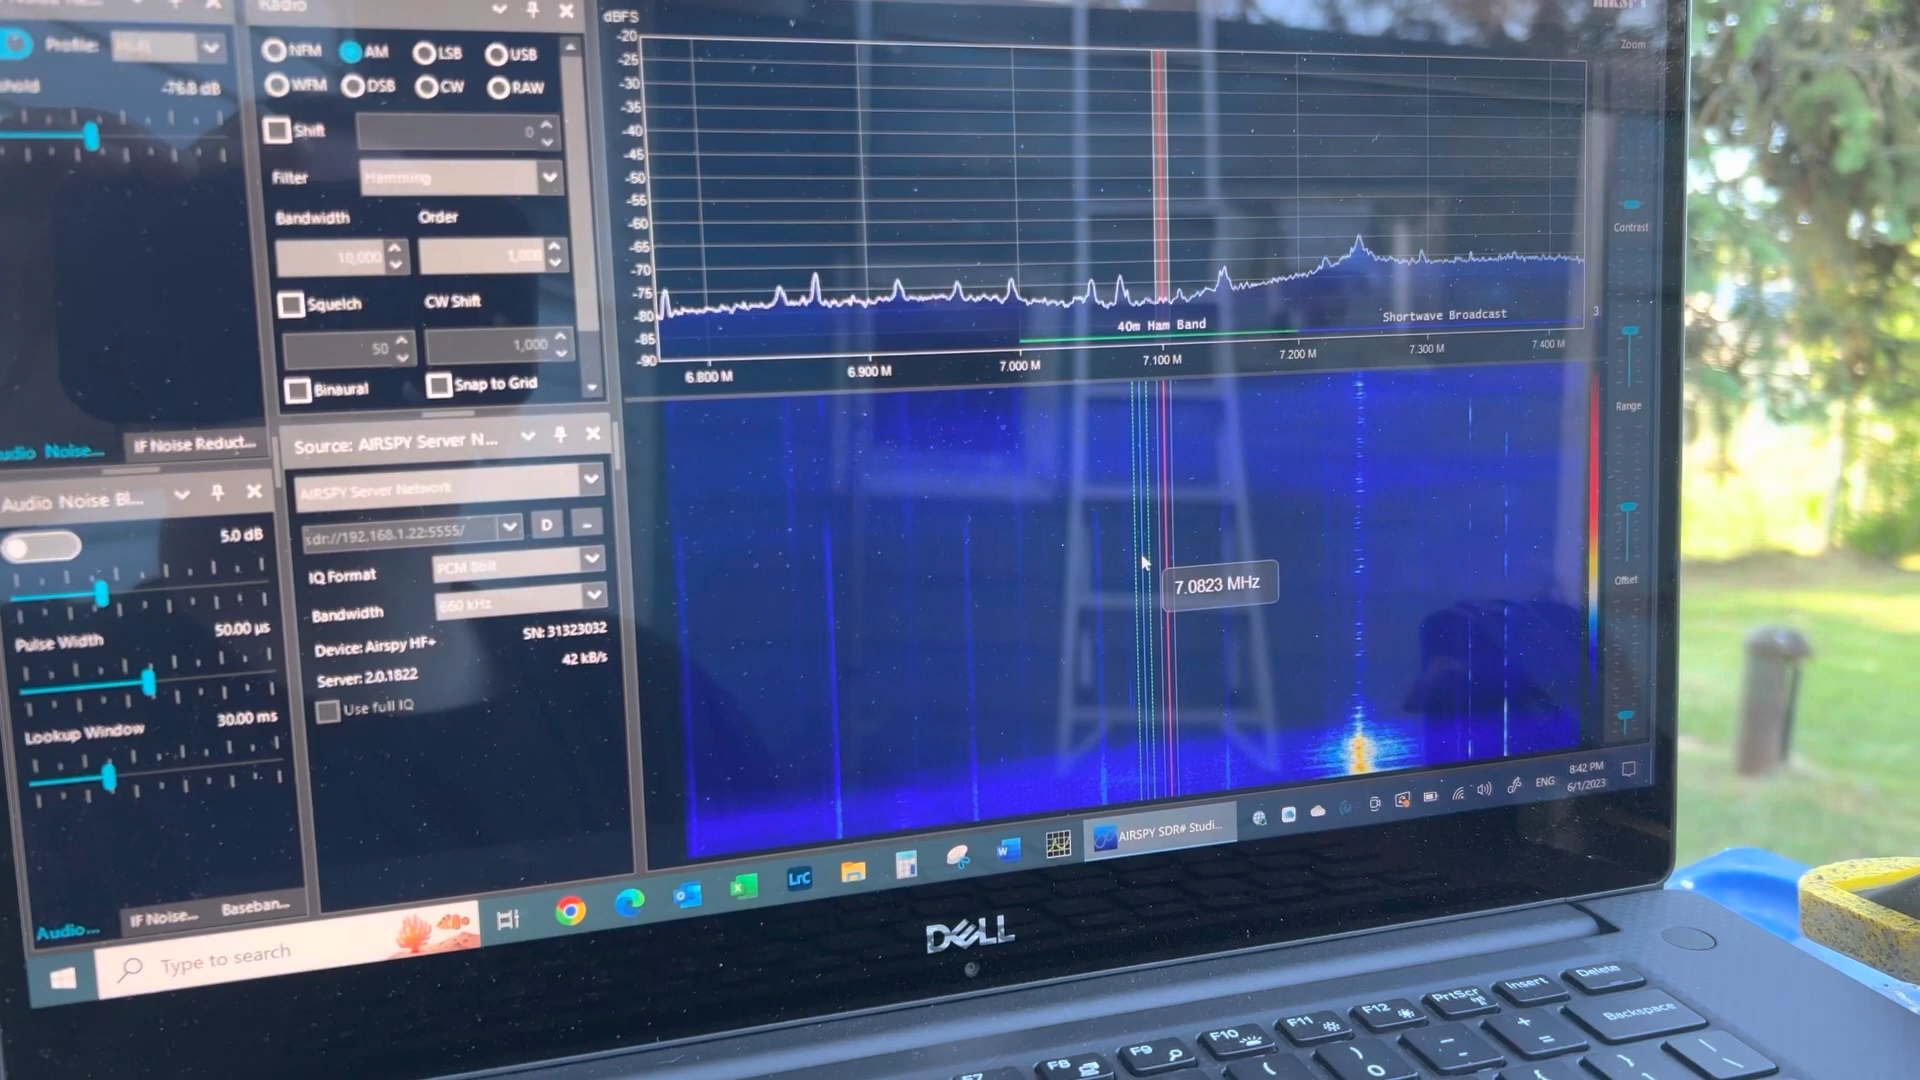 Profile:
-76.8 dB
Radio
NFM AM LSB USB
WFM DSB CW RAW
Shift 0
Filter Hamming
Bandwidth Order
10,000 1,000
Squelch CW Shift
50 1,000
Binaural Snap to Grid
IF Noise Reduct...
Source: AIRSPY Server N...
AIRSPY Server Network
sdr://192.168.1.22:5555/ D
IQ Format PCM 8bit
Bandwidth 660 kHz
Device: Airspy HF+ SN: 31323032
Server: 2.0.1822 42 kB/s
Use full IQ
Audio Noise Bl...
5.0 dB
Pulse Width 50.00 µs
Lookup Window 30.00 ms
Audio... IF Noise... Baseban...
dBFS
-20
-25
-30
-35
-40
-45
-50
-55
-60
-65
-70
-75
-80
-85
-90
40m Ham Band Shortwave Broadcast
6.800 M 6.900 M 7.000 M 7.100 M 7.200 M 7.300 M 7.400 M
3
7.0823 MHz
Zoom
Contrast
Range
Offset
Type to search
LrC
AIRSPY SDR# Studi...
ENG
8:42 PM
6/1/2023
DELL
F8 F9 F10 F11 F12 PrtScr Insert Delete
Backspace